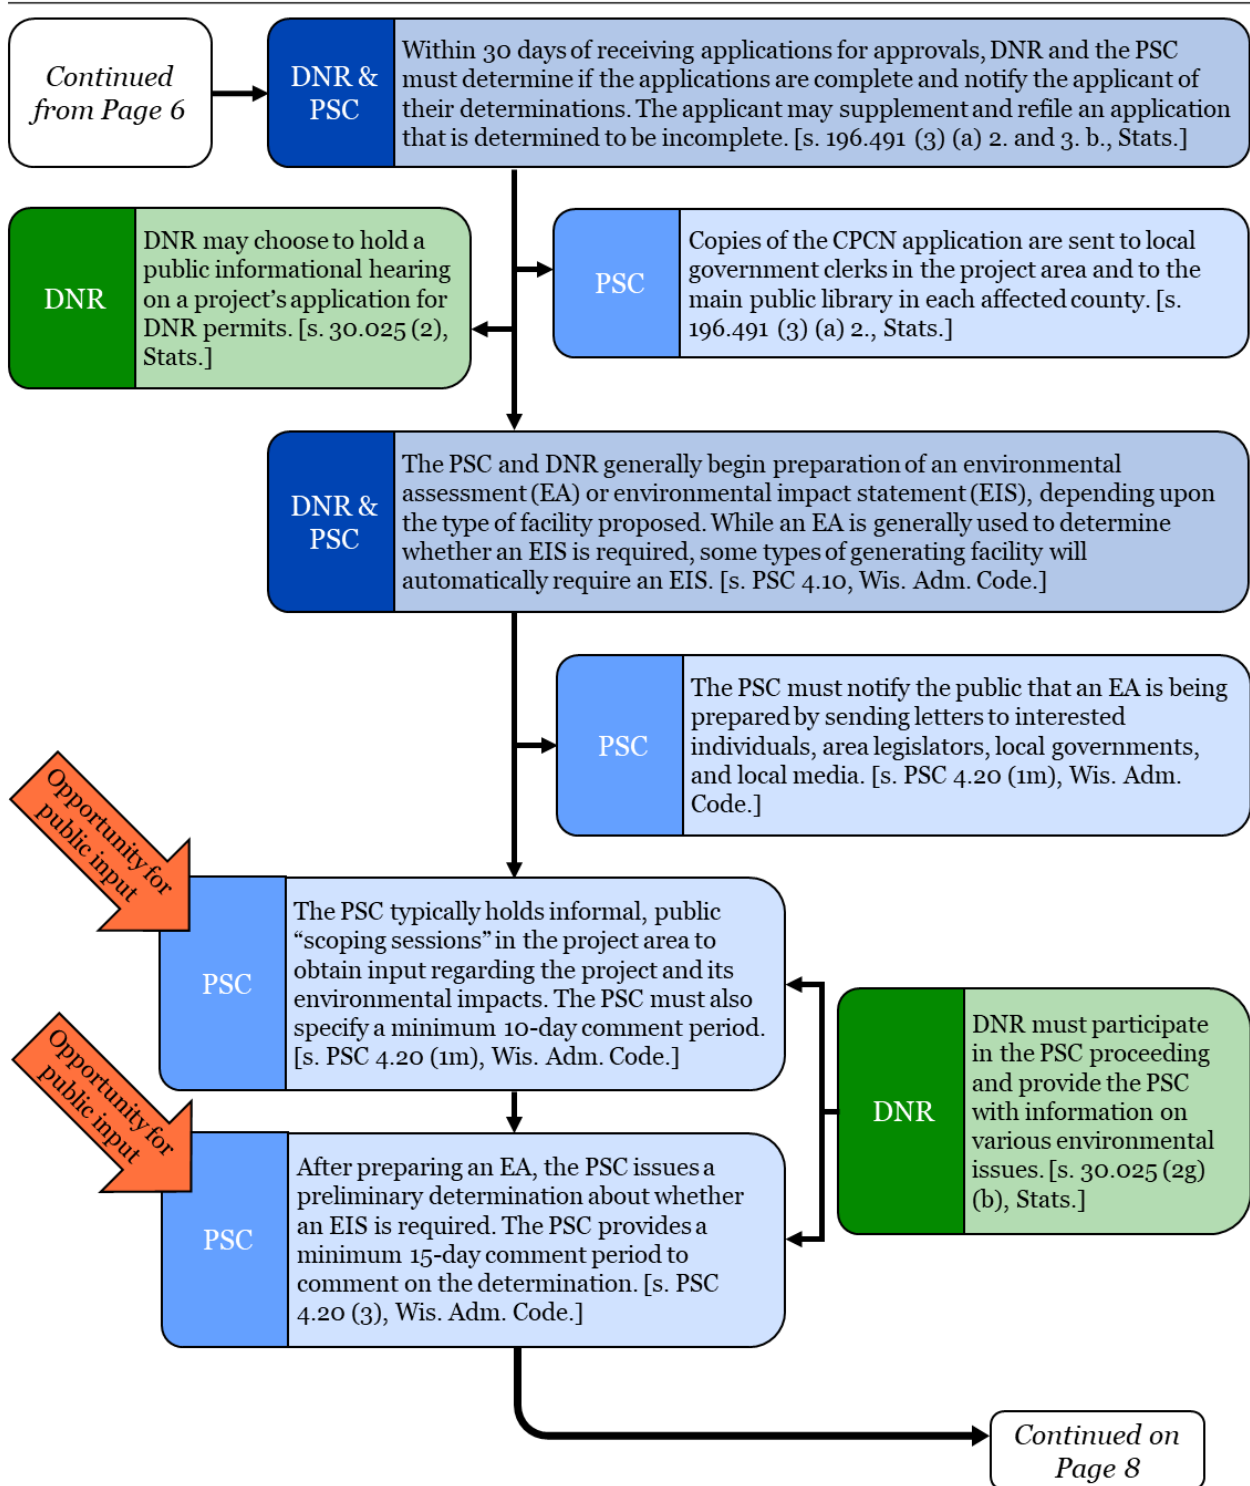 Continued
from Page 6
DNR &
PSC
Within 30 days of receiving applications for approvals, DNR and the PSC
must determine if the applications are complete and notify the applicant of
their determinations. The applicant may supplement and refile an application
that is determined to be incomplete. [s. 196.491 (3) (a) 2. and 3. b., Stats.]
DNR
DNR may choose to hold a
public informational hearing
on a project’s application for
DNR permits. [s. 30.025 (2),
Stats.]
PSC
Copies of the CPCN application are sent to local
government clerks in the project area and to the
main public library in each affected county. [s.
196.491 (3) (a) 2., Stats.]
DNR &
PSC
The PSC and DNR generally begin preparation of an environmental
assessment (EA) or environmental impact statement (EIS), depending upon
the type of facility proposed. While an EA is generally used to determine
whether an EIS is required, some types of generating facility will
automatically require an EIS. [s. PSC 4.10, Wis. Adm. Code.]
PSC
The PSC must notify the public that an EA is being
prepared by sending letters to interested
individuals, area legislators, local governments,
and local media. [s. PSC 4.20 (1m), Wis. Adm.
Code.]
Opportunity for
public input
PSC
The PSC typically holds informal, public
“scoping sessions” in the project area to
obtain input regarding the project and its
environmental impacts. The PSC must also
specify a minimum 10-day comment period.
[s. PSC 4.20 (1m), Wis. Adm. Code.]
DNR
DNR must participate
in the PSC proceeding
and provide the PSC
with information on
various environmental
issues. [s. 30.025 (2g)
(b), Stats.]
Opportunity for
public input
PSC
After preparing an EA, the PSC issues a
preliminary determination about whether
an EIS is required. The PSC provides a
minimum 15-day comment period to
comment on the determination. [s. PSC
4.20 (3), Wis. Adm. Code.]
Continued on
Page 8